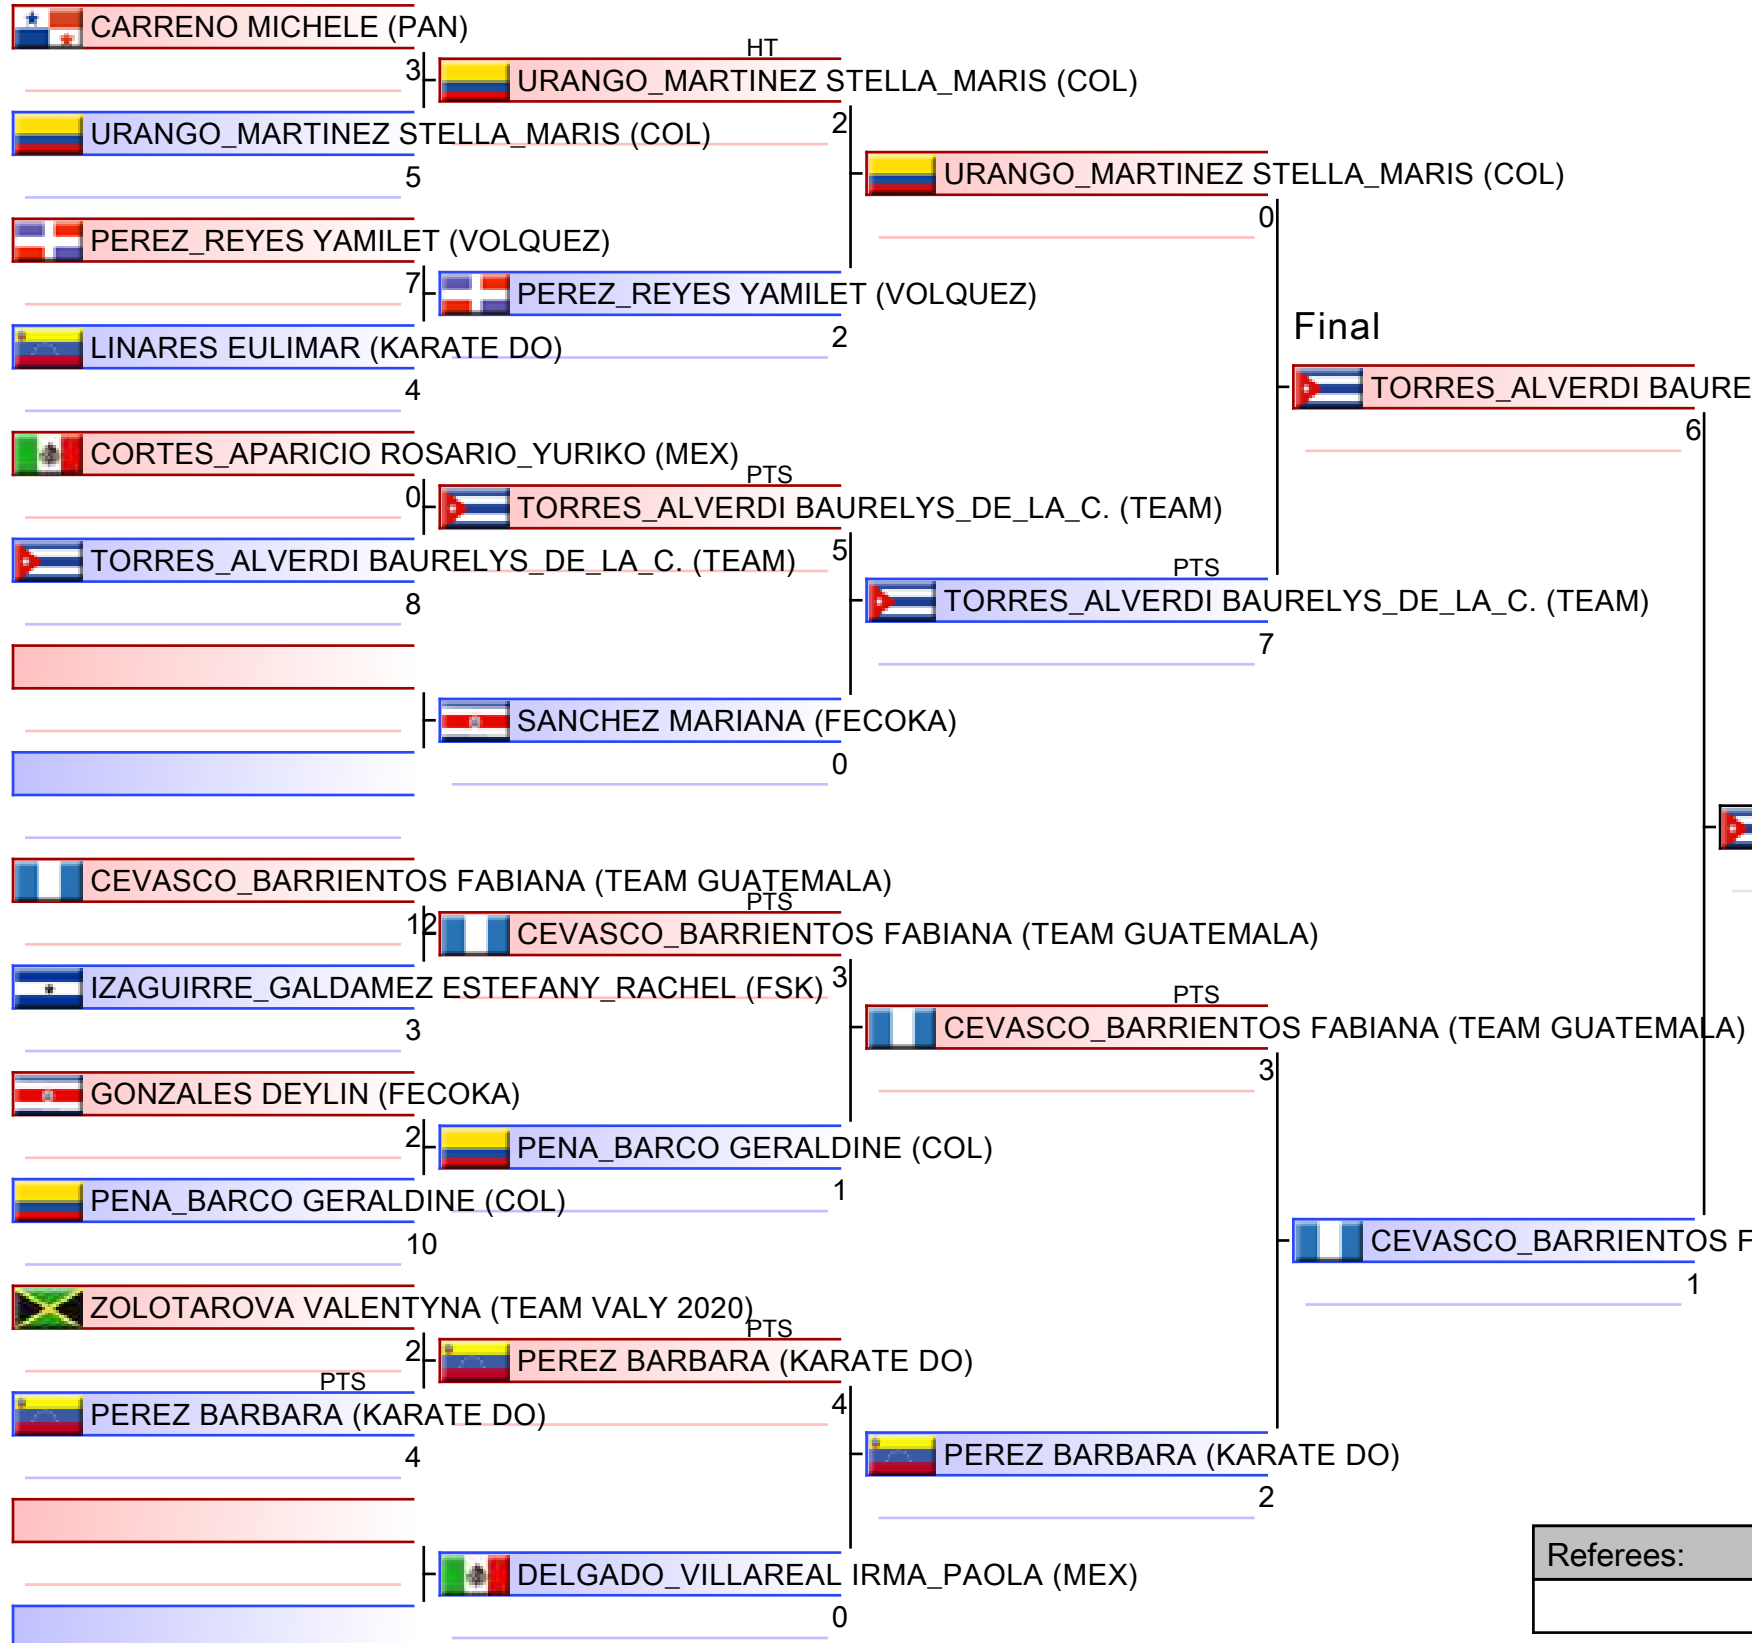 CARRENO MICHELE (PAN)
3
URANGO_MARTINEZ STELLA_MARIS (COL)
5
PEREZ_REYES YAMILET (VOLQUEZ)
7
LINARES EULIMAR (KARATE DO)
4
CORTES_APARICIO ROSARIO_YURIKO (MEX)
0
TORRES_ALVERDI BAURELYS_DE_LA_C. (TEAM)
8
CEVASCO_BARRIENTOS FABIANA (TEAM GUATEMALA)
12
IZAGUIRRE_GALDAMEZ ESTEFANY_RACHEL (FSK)
3
GONZALES DEYLIN (FECOKA)
2
PENA_BARCO GERALDINE (COL)
10
ZOLOTAROVA VALENTYNA (TEAM VALY 2020)
2
PTS
PEREZ BARBARA (KARATE DO)
4
HT
URANGO_MARTINEZ STELLA_MARIS (COL)
2
PEREZ_REYES YAMILET (VOLQUEZ)
2
PTS
TORRES_ALVERDI BAURELYS_DE_LA_C. (TEAM)
5
SANCHEZ MARIANA (FECOKA)
0
PTS
CEVASCO_BARRIENTOS FABIANA (TEAM GUATEMALA)
3
PENA_BARCO GERALDINE (COL)
1
PTS
PEREZ BARBARA (KARATE DO)
4
DELGADO_VILLAREAL IRMA_PAOLA (MEX)
0
URANGO_MARTINEZ STELLA_MARIS (COL)
0
PTS
TORRES_ALVERDI BAURELYS_DE_LA_C. (TEAM)
7
PTS
CEVASCO_BARRIENTOS FABIANA (TEAM GUATEMALA)
3
PEREZ BARBARA (KARATE DO)
2
Final
TORRES_ALVERDI BAURE
6
CEVASCO_BARRIENTOS F
1
Referees: